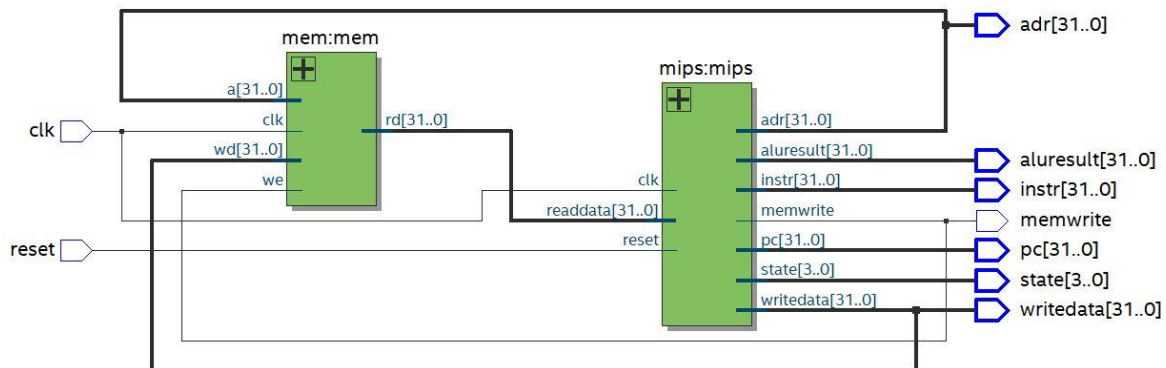 adr[31..0]
mem:mem
mips:mips
a[31..0]
clk
clk
rd[31..0]
adr[31..0]
wd[31..0]
aluresult[31..0]
aluresult[31..0]
we
clk
instr[31..0]
instr[31..0]
readdata[31..0]
memwrite
memwrite
reset
reset
pc[31..0]
pc[31..0]
state[3..0]
state[3..0]
writedata[31..0]
writedata[31..0]